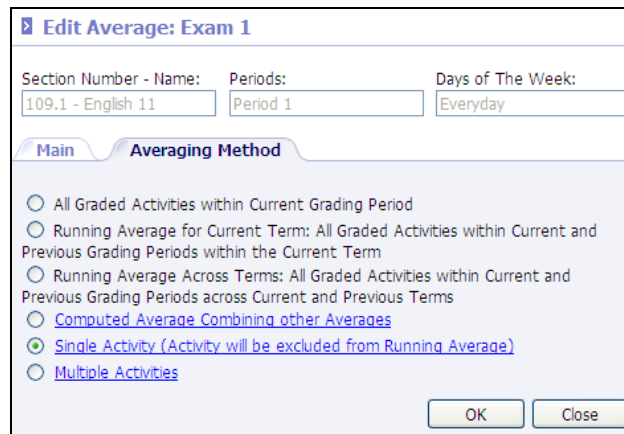 Edit Average: Exam 1
Section Number - Name: Periods: Days of The Week:
109.1 - English 11 Period 1 Everyday
Main Averaging Method
All Graded Activities within Current Grading Period
Running Average for Current Term: All Graded Activities within Current and
Previous Grading Periods within the Current Term
Running Average Across Terms: All Graded Activities within Current and
Previous Grading Periods across Current and Previous Terms
Computed Average Combining other Averages
Single Activity (Activity will be excluded from Running Average)
Multiple Activities
OK Close